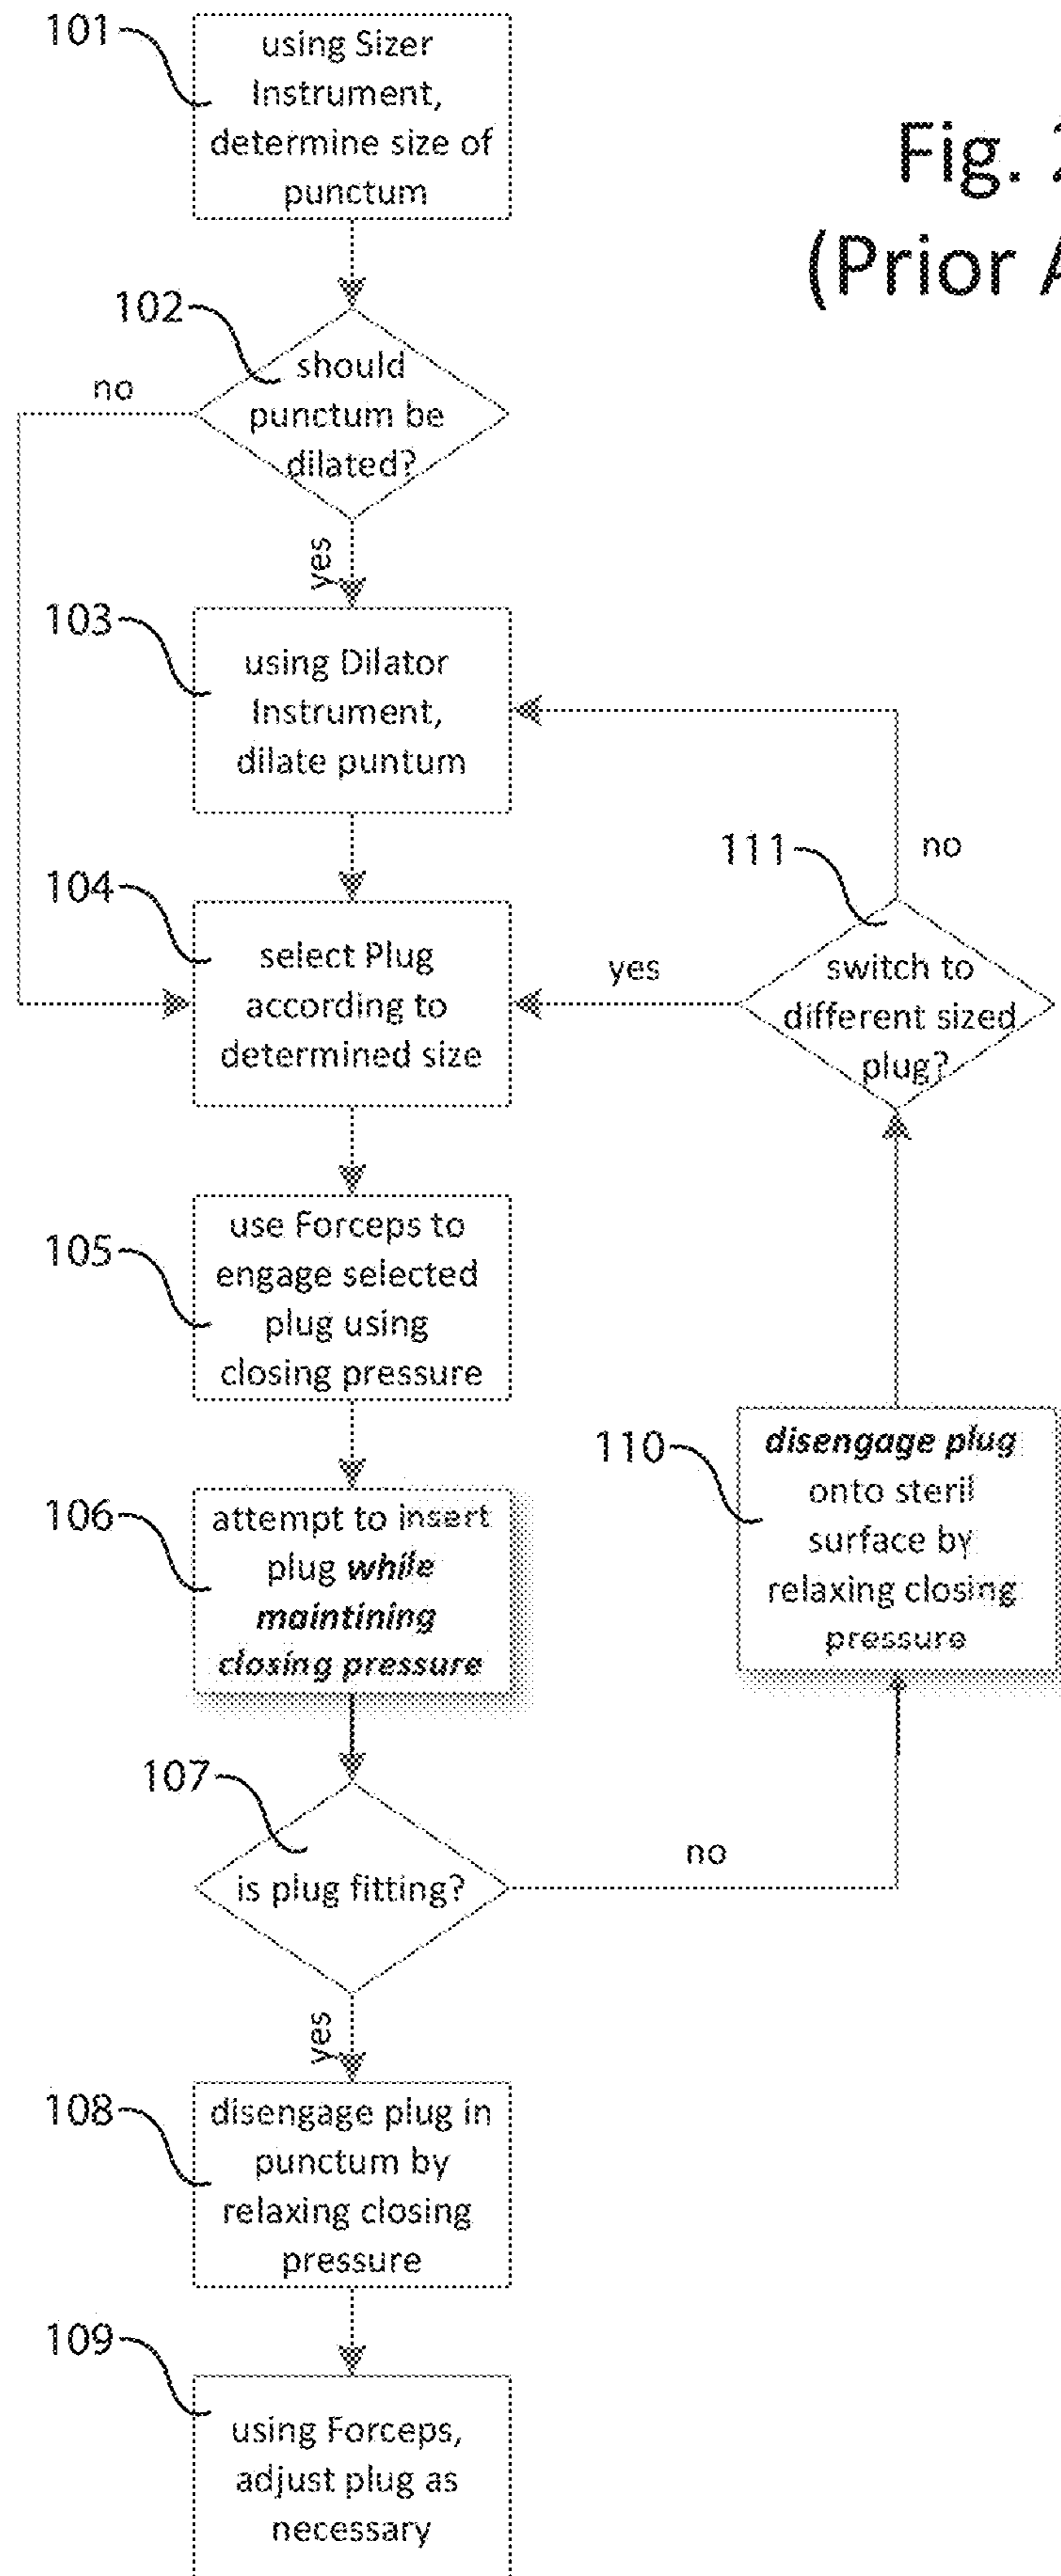 101
using Sizer
Instrument,
determine size of
punctum
Fig. 2
(Prior A
102
should
punctum be
dilated?
no
yes
103
using Dilator
Instrument,
dilate puntum
104
select Plug
according to
determined size
111
no
switch to
different sized
plug?
yes
105
use Forceps to
engage selected
plug using
closing pressure
106
attempt to insert
plug while
maintining
closing pressure
110
disengage plug
onto steril
surface by
relaxing closing
pressure
107
is plug fitting?
no
yes
108
disengage plug in
punctum by
relaxing closing
pressure
109
using Forceps,
adjust plug as
necessary